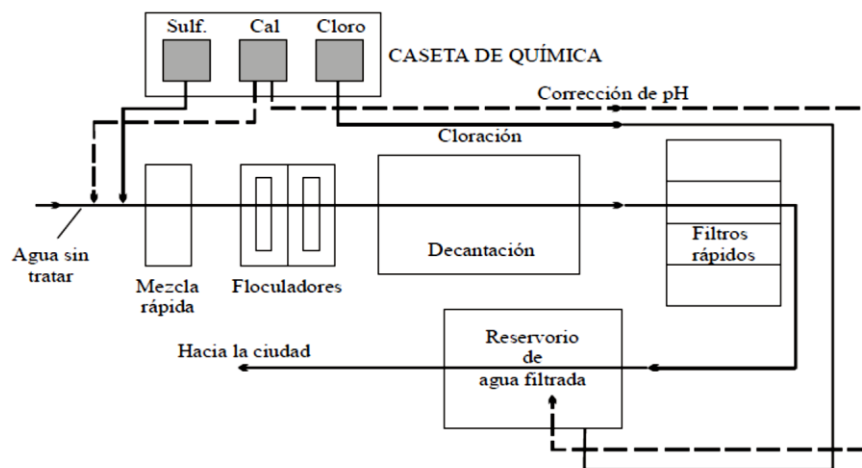 Sulf.
Cal
Cloro
CASETA DE QUÍMICA
Corrección de pH
Cloración
Agua sin
tratar
Mezcla
rápida
Floculadores
Decantación
Filtros
rápidos
Hacia la ciudad
Reservorio
de
agua filtrada